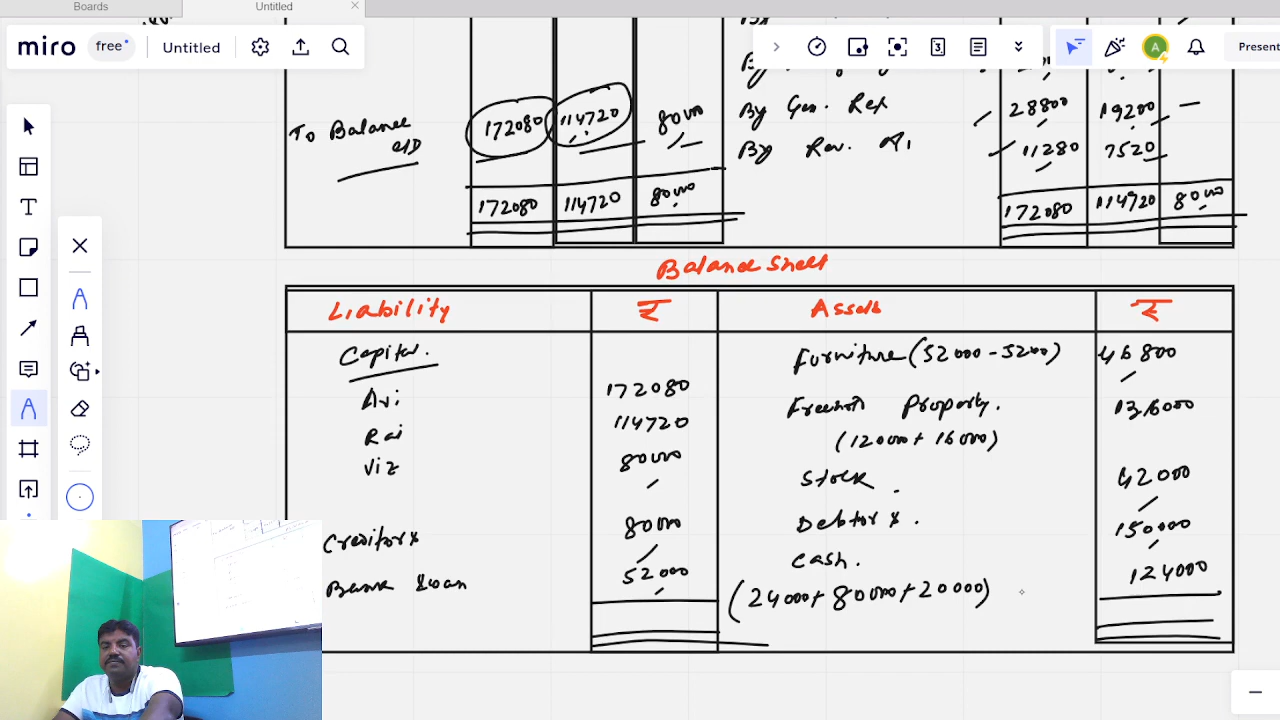 Boards Untitled
miro free Untitled Present
3 A
By Gen. Rex 28800 19200 —
To Balance c/D 172080 114720 80000
By Rev. A/c 11280 7520
172080 114720 80000 172080 114720 80000
Balance Sheet
Liability ₹ Assets ₹
Capital. Furniture (52000 - 5200) 46800
Avi 172080
Freehold Property. 136000
Rai 114720
(120000 + 16000)
Viz 80000
Stock. 42000
Creditors 80000 Debtors. 150000
Cash. 124000
Bank Loan 52000
(24000 + 80000 + 20000)